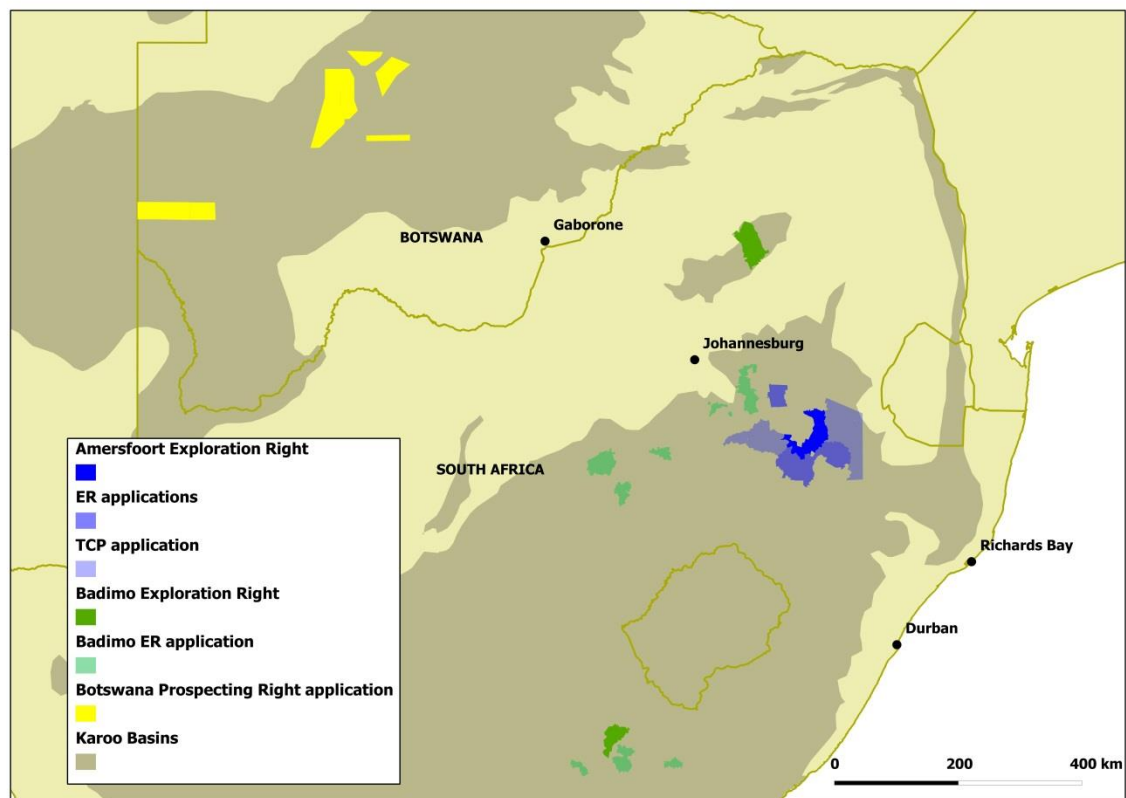 Gaborone
BOTSWANA
Johannesburg
SOUTH AFRICA
Richards Bay
Durban
Amersfoort Exploration Right
ER applications
TCP application
Badimo Exploration Right
Badimo ER application
Botswana Prospecting Right application
Karoo Basins
0 200 400 km